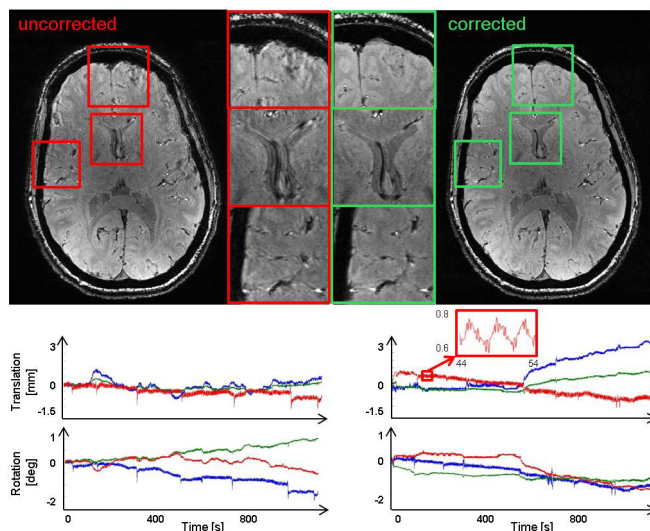 uncorrected
corrected
3
0
-1.5
Translation
[mm]
0.8
0.6
44
54
3
0
-1.5
1
0
-2
Rotation
[deg]
0
400
800
Time [s]
1
0
-2
0
400
800
Time [s]